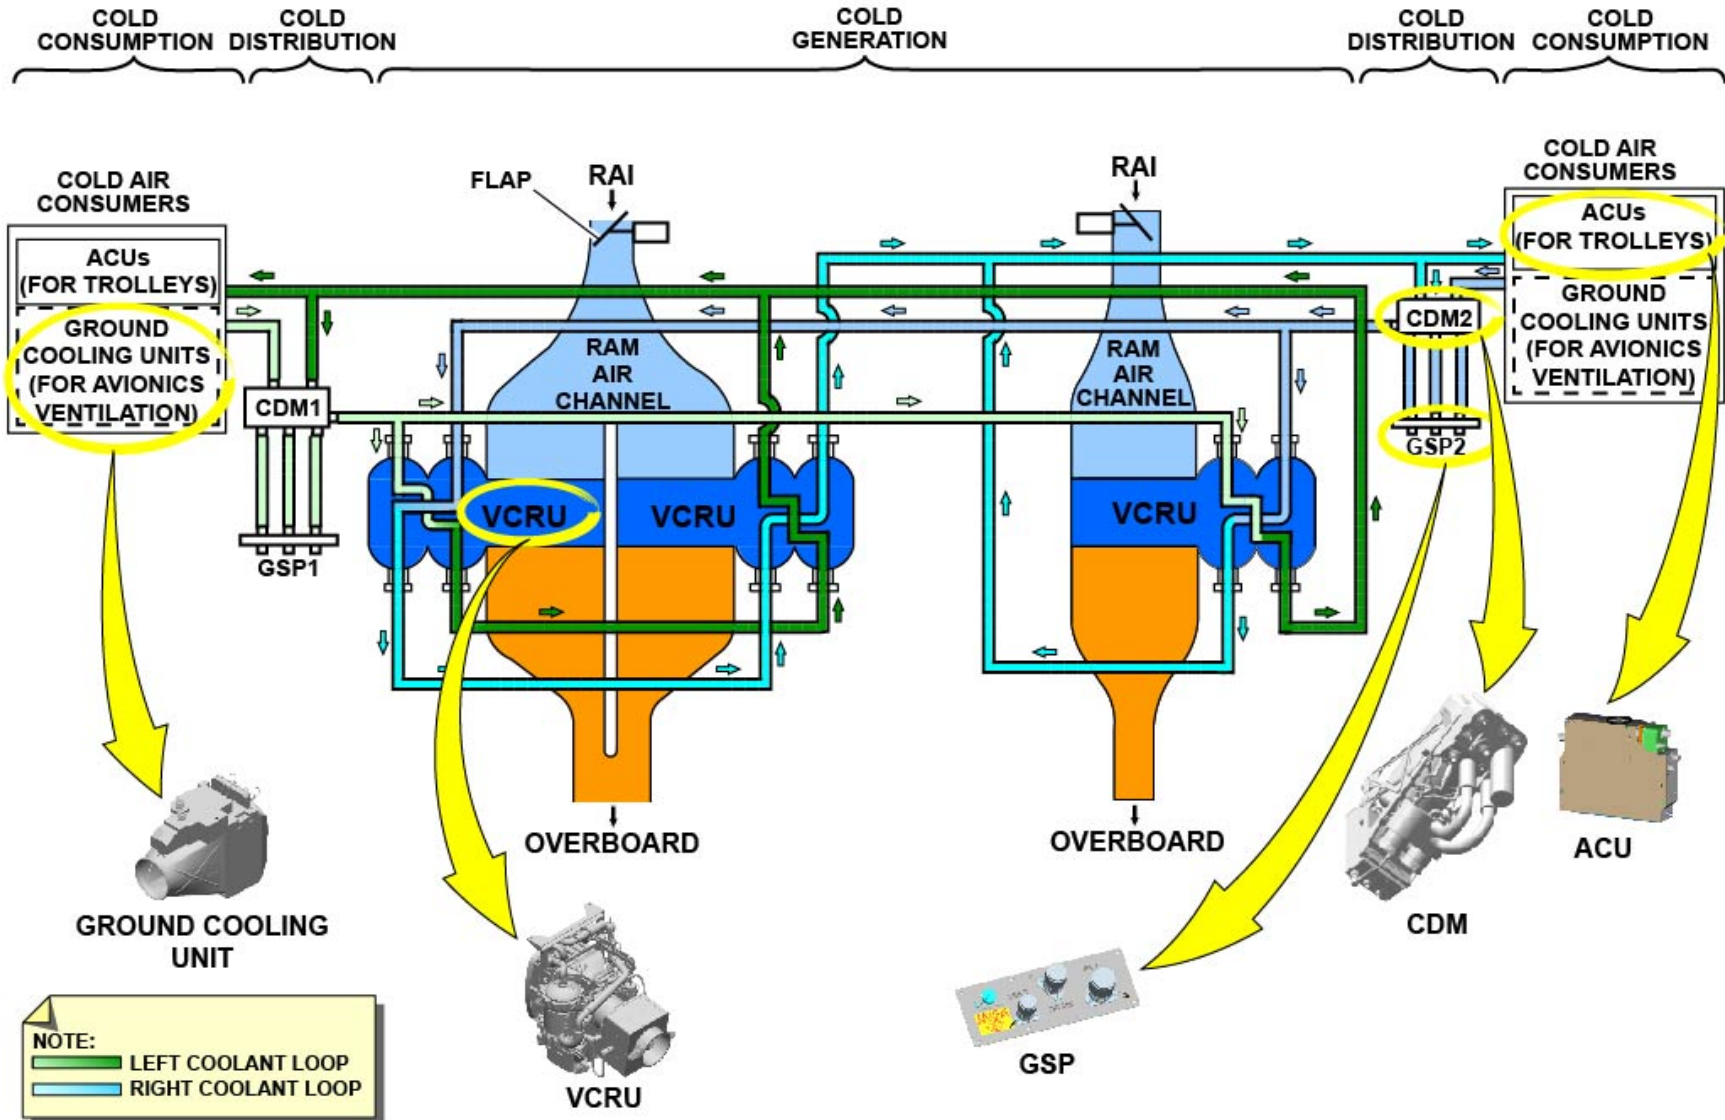 COLD
CONSUMPTION
COLD
DISTRIBUTION
COLD
GENERATION
COLD
DISTRIBUTION
COLD
CONSUMPTION
COLD AIR
CONSUMERS
ACUs
(FOR TROLLEYS)
GROUND
COOLING UNITS
(FOR AVIONICS
VENTILATION)
CDM1
GSP1
FLAP
RAI
RAM
AIR
CHANNEL
VCRU
VCRU
OVERBOARD
RAI
RAM
AIR
CHANNEL
VCRU
OVERBOARD
COLD AIR
CONSUMERS
ACUs
(FOR TROLLEYS)
GROUND
COOLING UNITS
(FOR AVIONICS
VENTILATION)
CDM2
GSP2
GROUND COOLING
UNIT
VCRU
GSP
CDM
ACU
NOTE:
LEFT COOLANT LOOP
RIGHT COOLANT LOOP